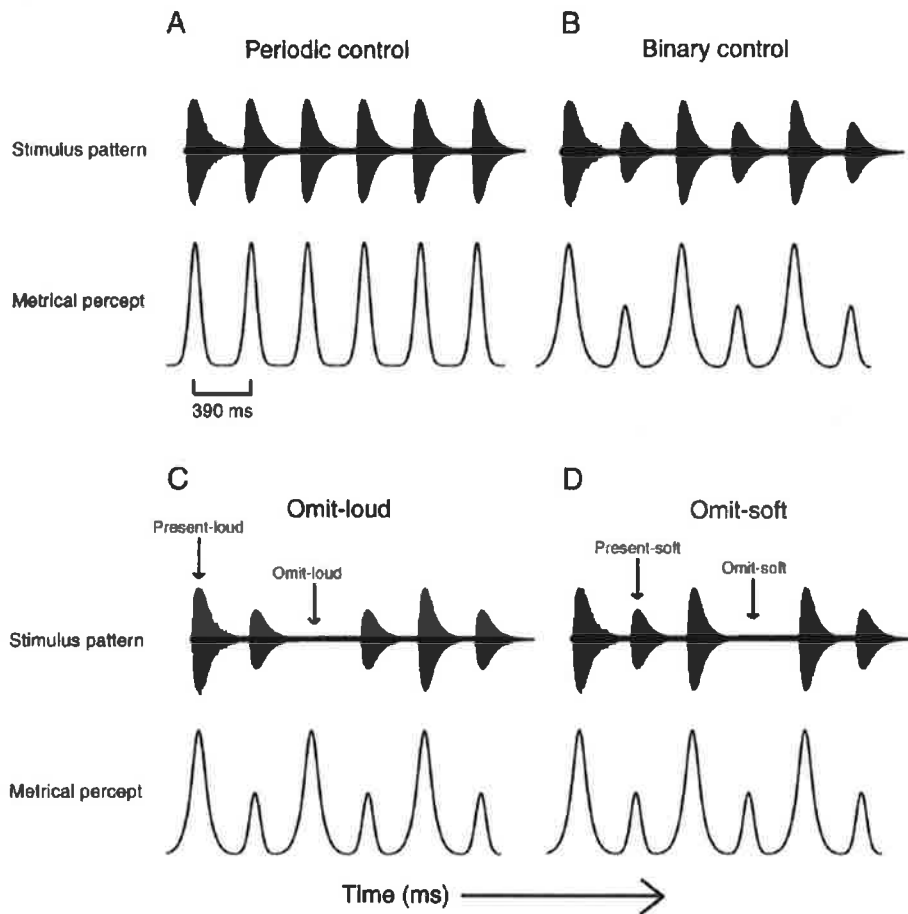 A
Periodic control
B
Binary control
Stimulus pattern
Metrical percept
390 ms
C
Omit-loud
D
Omit-soft
Present-loud
Omit-loud
Present-soft
Omit-soft
Stimulus pattern
Metrical percept
Time (ms)